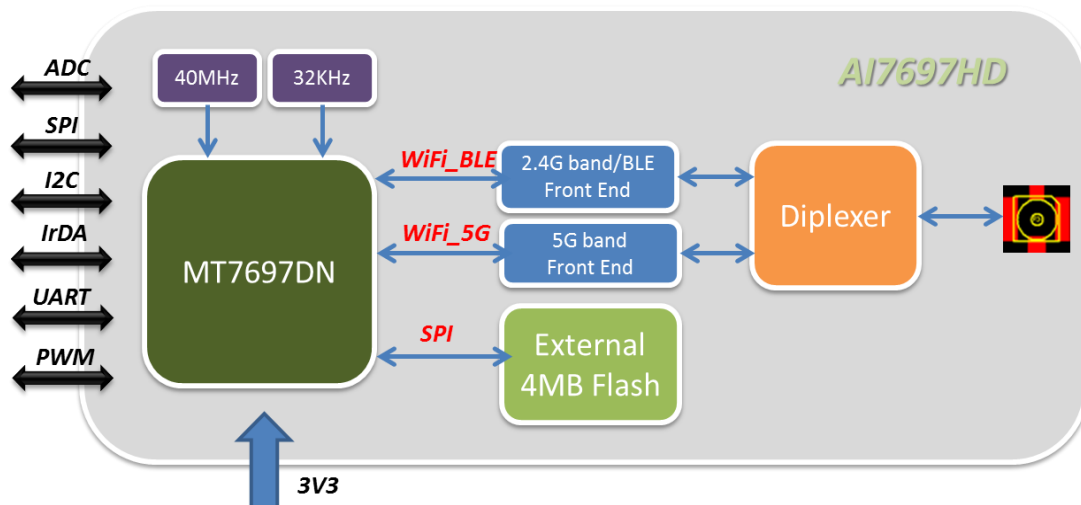 AI7697HD
ADC
SPI
I2C
IrDA
UART
PWM
40MHz
32KHz
MT7697DN
WiFi_BLE
WiFi_5G
SPI
2.4G band/BLE
Front End
5G band
Front End
External
4MB Flash
Diplexer
3V3